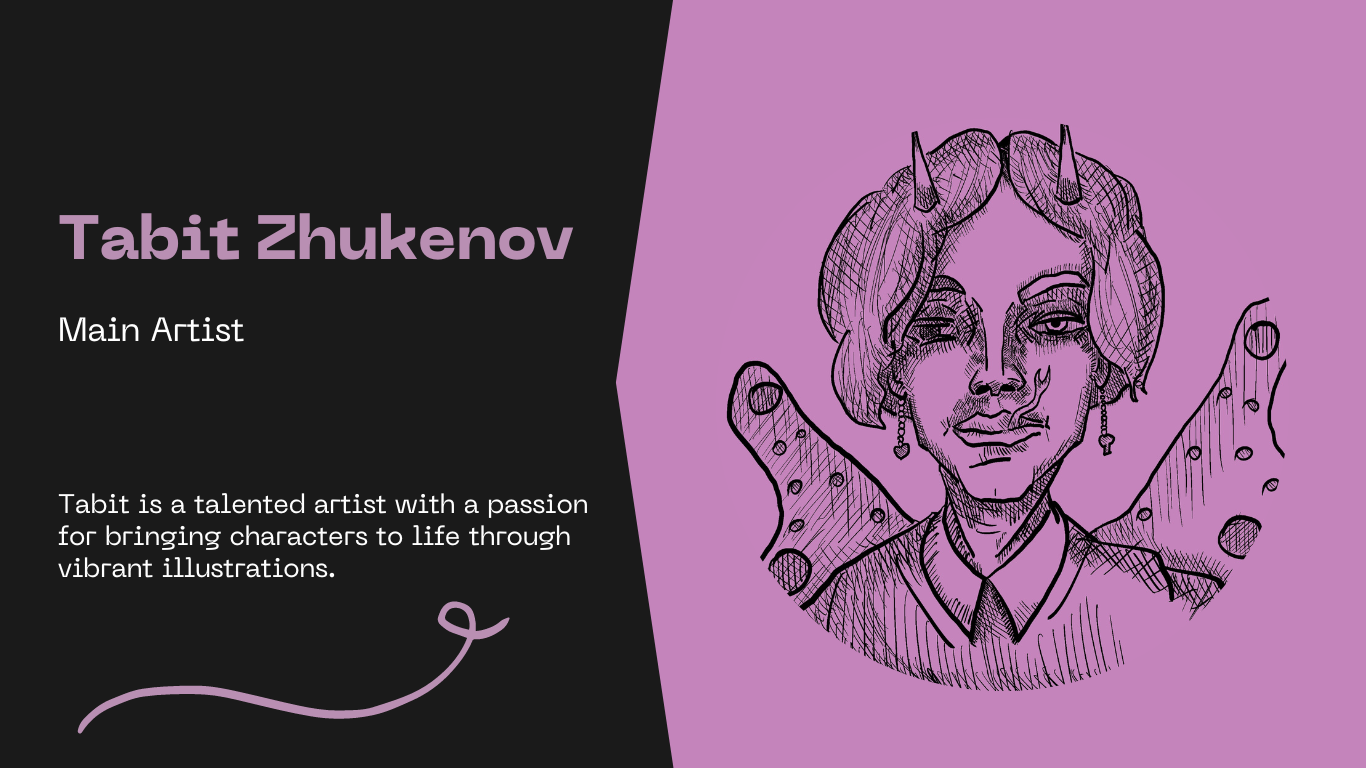 Tabit Zhukenov
Main Artist
Tabit is a talented artist with a passion
for bringing characters to life through
vibrant illustrations.